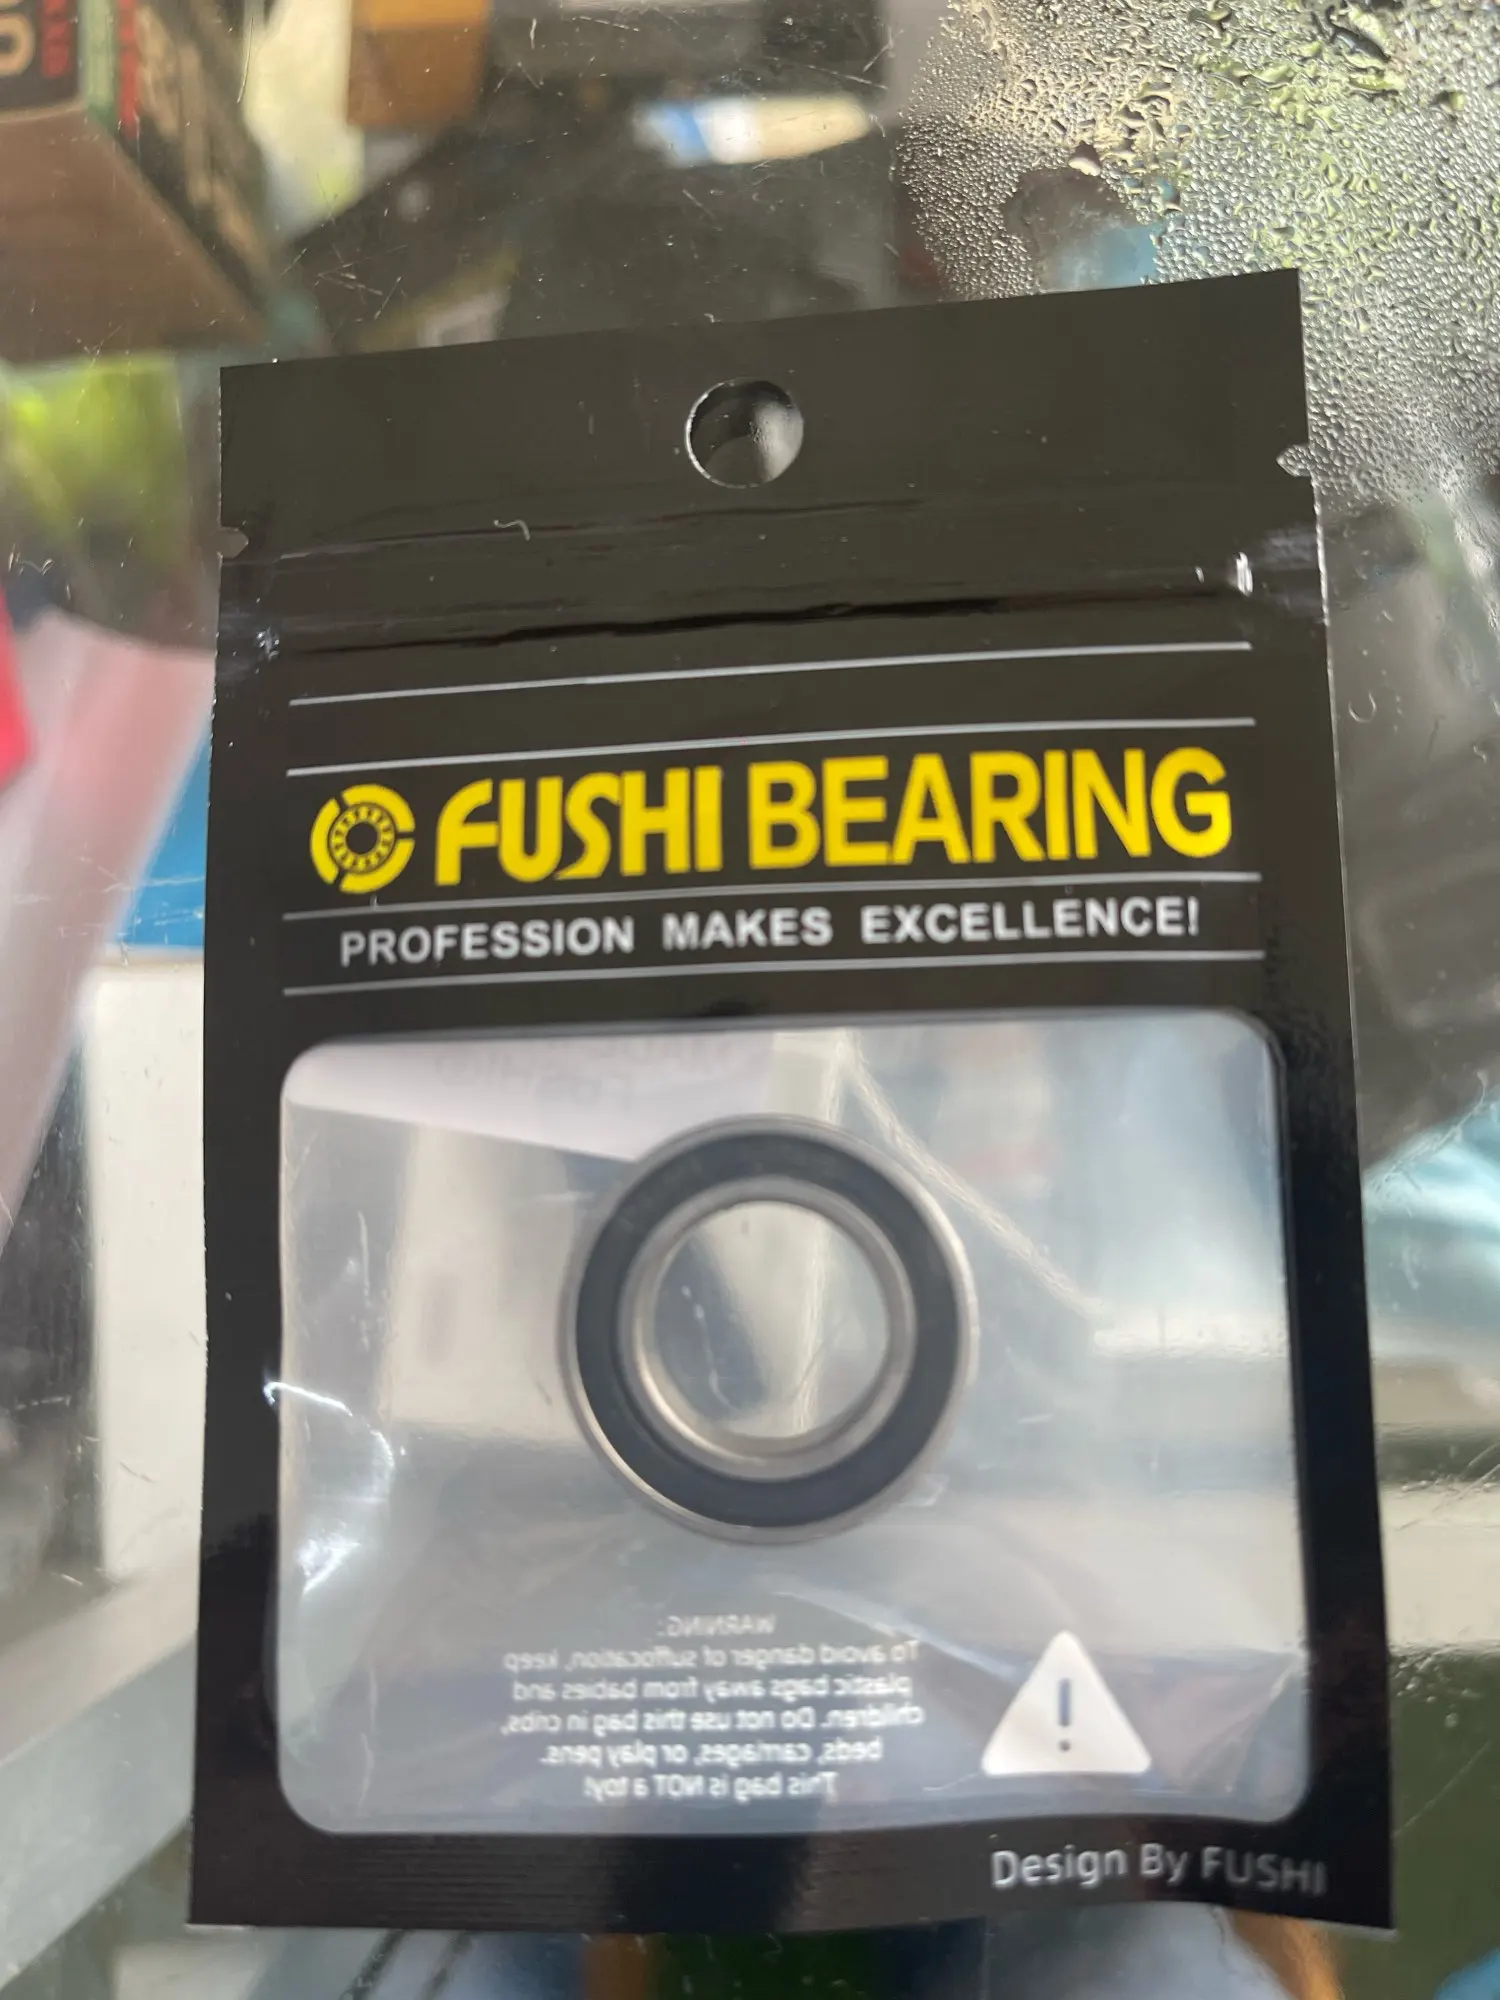 FUSHI BEARING
PROFESSION MAKES EXCELLENCE!
WARNING:
To avoid danger of suffocation, keep
plastic bags away from babies and
children. Do not use this bag in cribs,
beds, carriages, or play pens.
This bag is NOT a toy!
Design By FUSHI